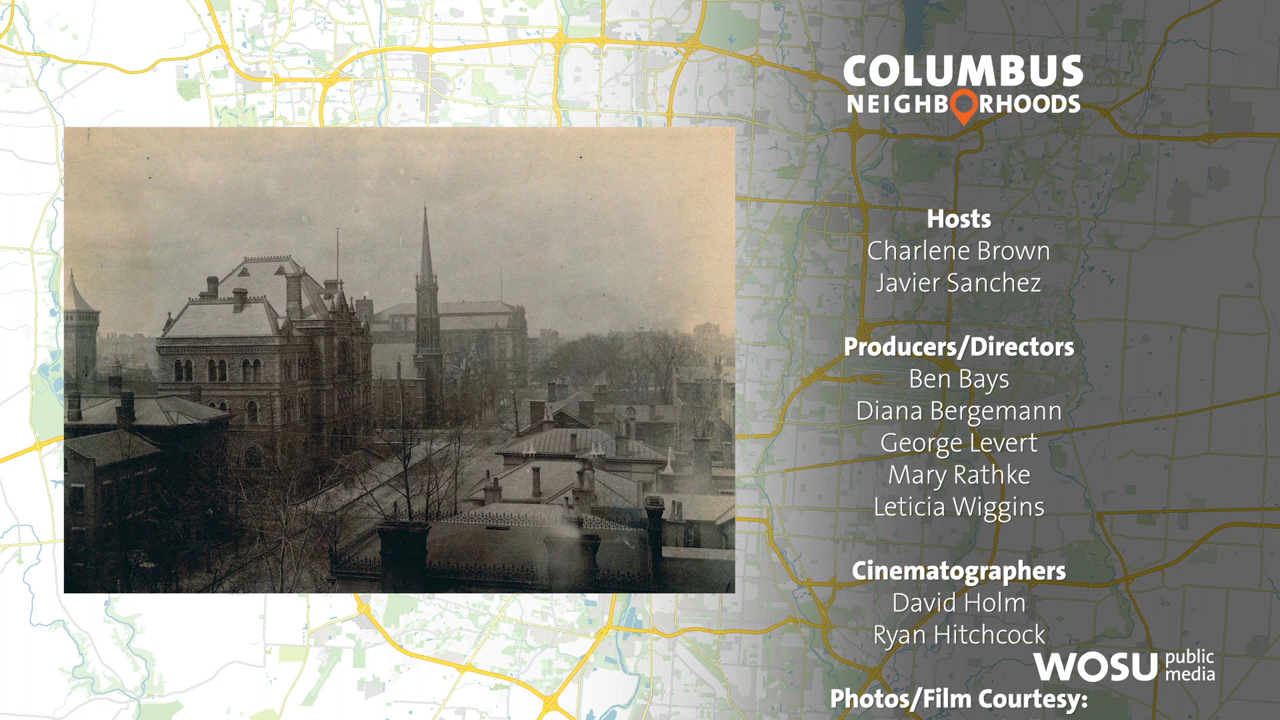 COLUMBUS
NEIGHBORHOODS
Hosts
Charlene Brown
Javier Sanchez
Producers/Directors
Ben Bays
Diana Bergemann
George Levert
Mary Rathke
Leticia Wiggins
Cinematographers
David Holm
Ryan Hitchcock
WOSU public media
Photos/Film Courtesy: